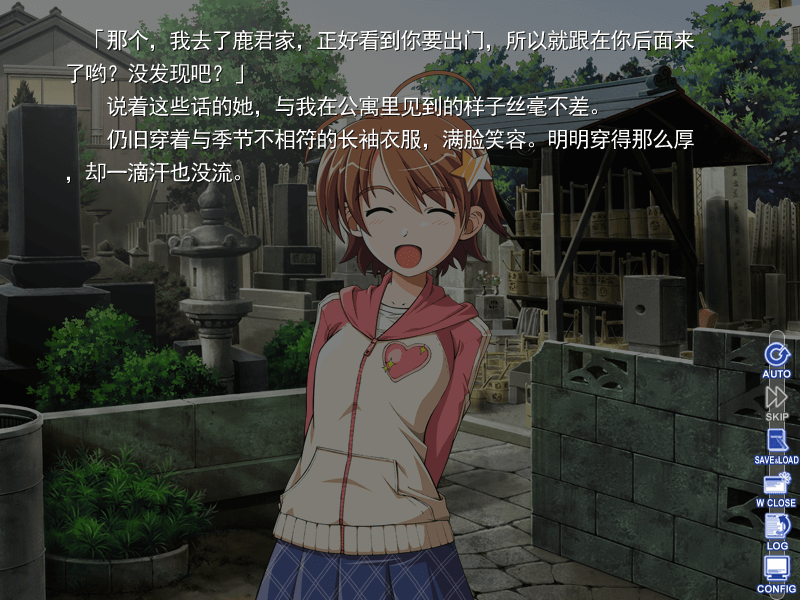 「那个，我去了鹿君家，正好看到你要出门，所以就跟在你后面来
了哟？没发现吧？」
说着这些话的她，与我在公寓里见到的样子丝毫不差。
仍旧穿着与季节不相符的长袖衣服，满脸笑容。明明穿得那么厚
，却一滴汗也没流。
AUTO
SKIP
SAVE&LOAD
W CLOSE
LOG
CONFIG